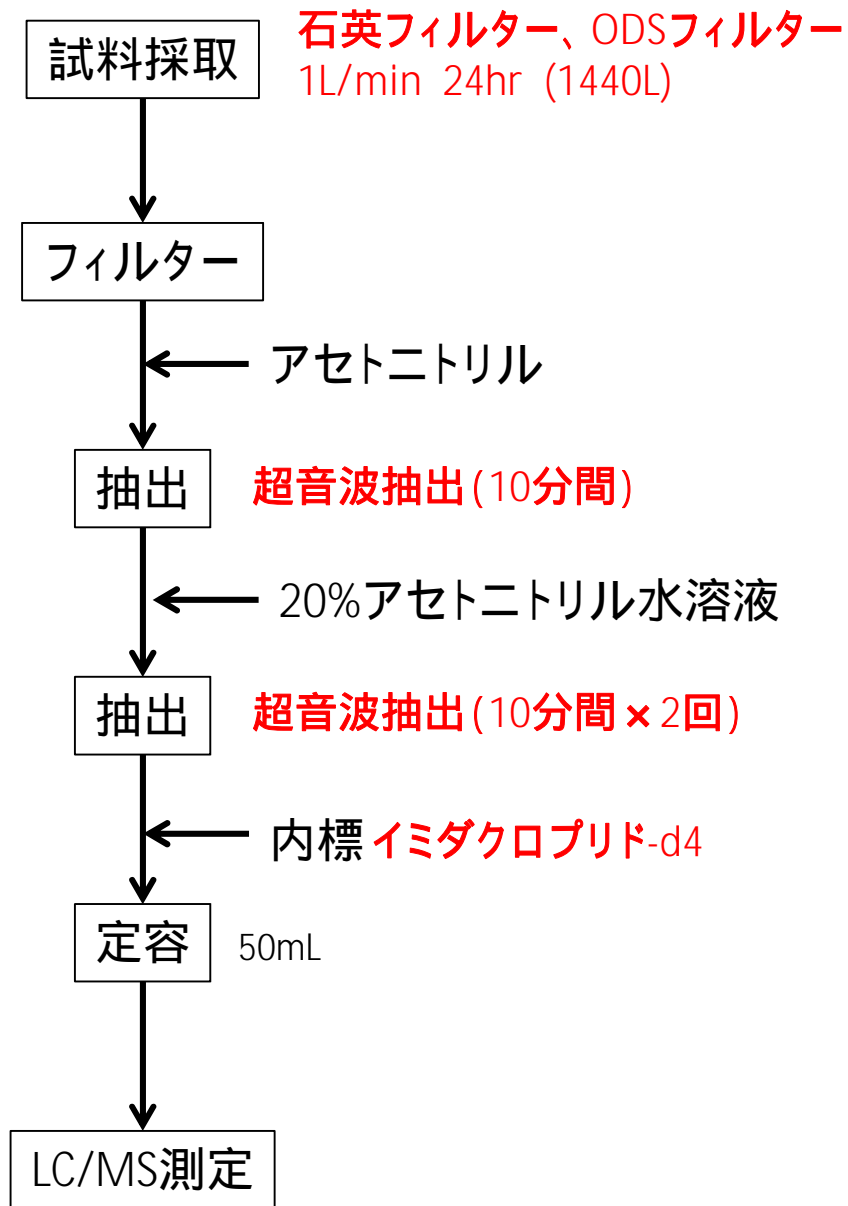 試料採取
石英フィルター、ODSフィルター
1L/min 24hr (1440L)
フィルター
アセトニトリル
抽出
超音波抽出(10分間)
20%アセトニトリル水溶液
抽出
超音波抽出(10分間×2回)
内標 イミダクロプリド-d4
定容
50mL
LC/MS測定